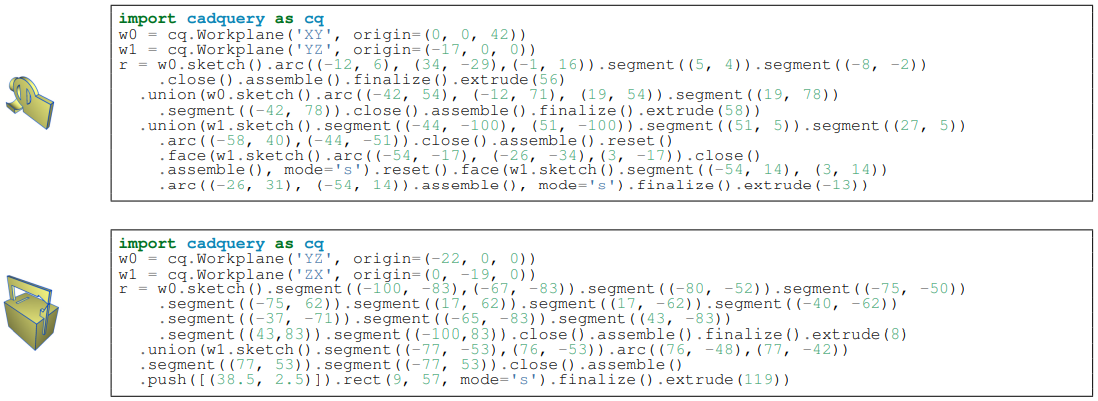 import cadquery as cq
w0 = cq.Workplane('XY', origin=(0, 0, 42))
w1 = cq.Workplane('YZ', origin=(-17, 0, 0))
r = w0.sketch().arc((-12, 6), (34, -29),(-1, 16)).segment((5, 4)).segment((-8, -2))
.close().assemble().finalize().extrude(56)
.union(w0.sketch().arc((-42, 54), (-12, 71), (19, 54)).segment((19, 78))
.segment((-42, 78)).close().assemble().finalize().extrude(58))
.union(w1.sketch().segment((-44, -100), (51, -100)).segment((51, 5)).segment((27, 5))
.arc((-58, 40),(-44, -51)).close().assemble().reset()
.face(w1.sketch().arc((-54, -17), (-26, -34),(3, -17)).close()
.assemble(), mode='s').reset().face(w1.sketch().segment((-54, 14), (3, 14))
.arc((-26, 31), (-54, 14)).assemble(), mode='s').finalize().extrude(-13))
import cadquery as cq
w0 = cq.Workplane('YZ', origin=(-22, 0, 0))
w1 = cq.Workplane('ZX', origin=(0, -19, 0))
r = w0.sketch().segment((-100, -83),(-67, -83)).segment((-80, -52)).segment((-75, -50))
.segment((-75, 62)).segment((17, 62)).segment((17, -62)).segment((-40, -62))
.segment((-37, -71)).segment((-65, -83)).segment((43, -83))
.segment((43,83)).segment((-100,83)).close().assemble().finalize().extrude(8)
.union(w1.sketch().segment((-77, -53),(76, -53)).arc((76, -48),(77, -42))
.segment((77, 53)).segment((-77, 53)).close().assemble()
.push([(38.5, 2.5)]).rect(9, 57, mode='s').finalize().extrude(119))